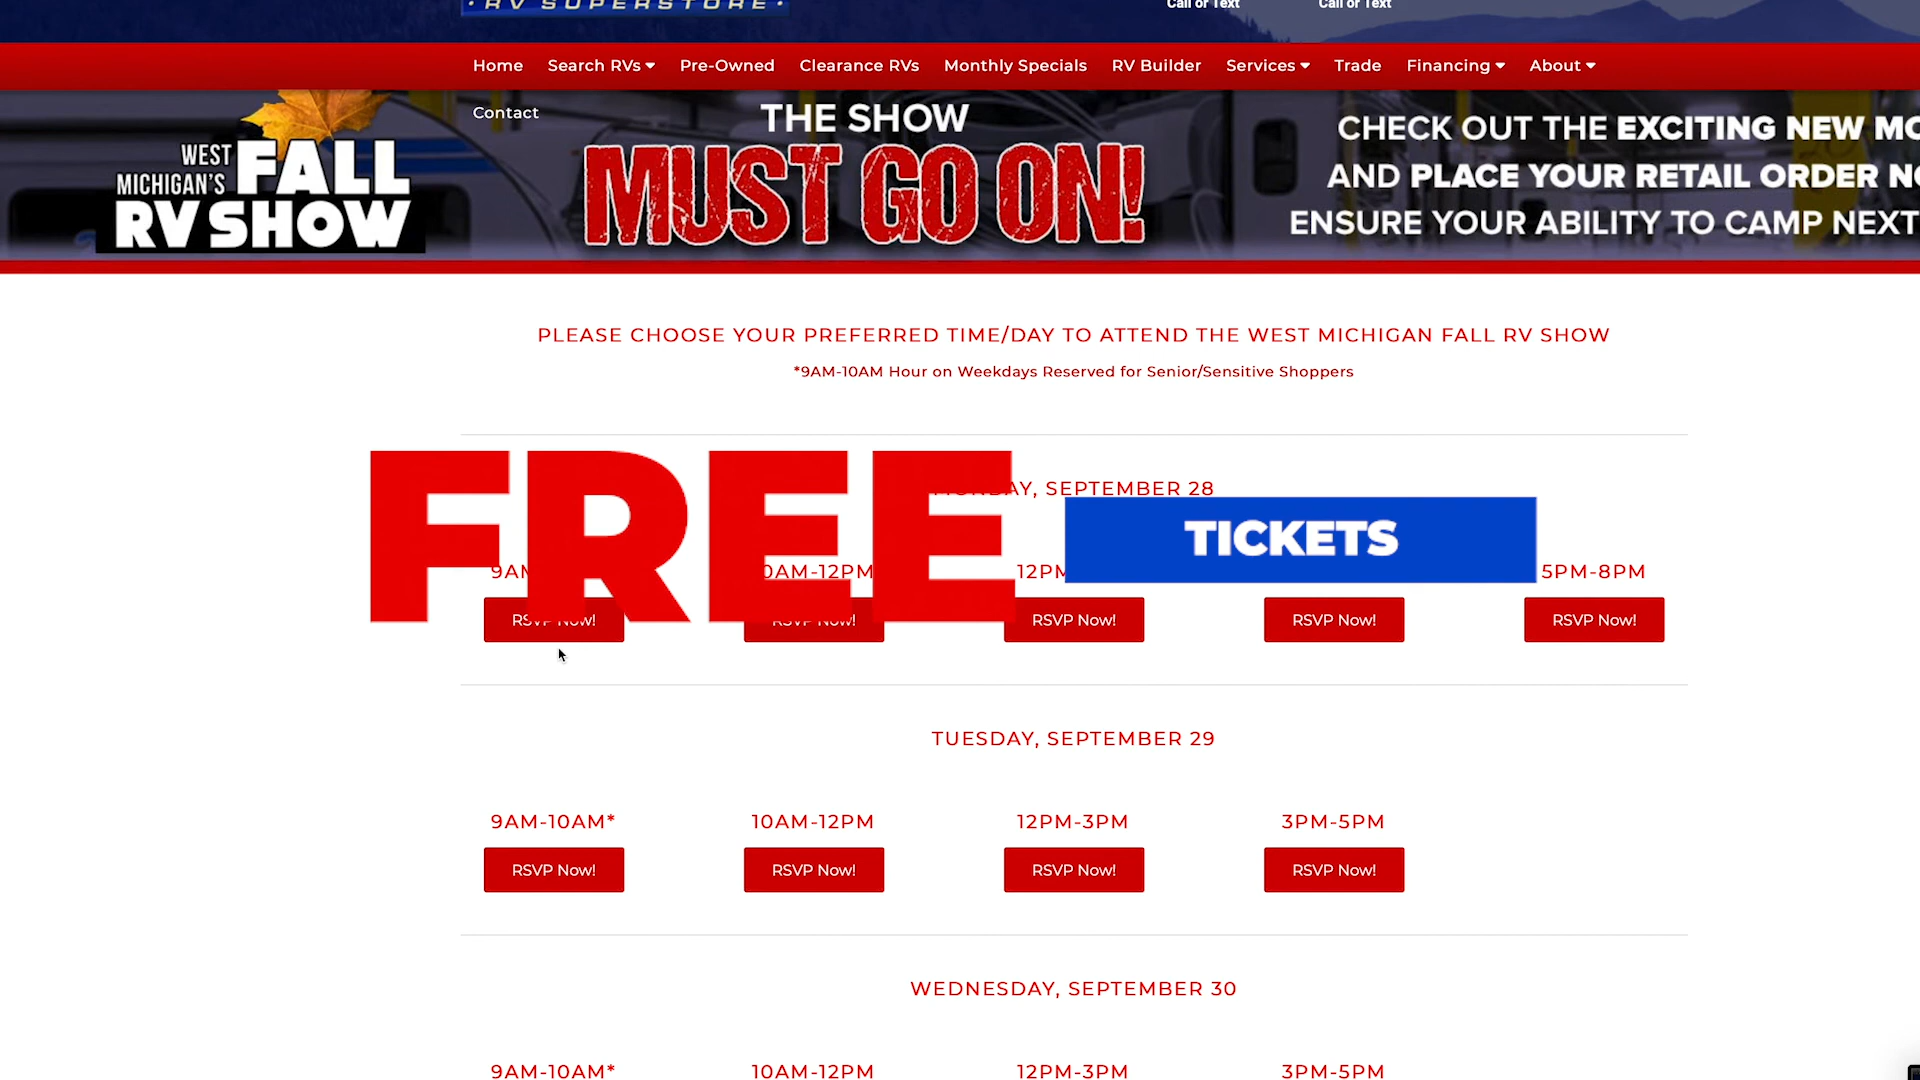 · RV SUPERSTORE ·
Call or Text
Call or Text
Home Search RVs Pre-Owned Clearance RVs Monthly Specials RV Builder Services Trade Financing About
Contact
WEST MICHIGAN'S FALL
RV SHOW
THE SHOW
MUST GO ON!
CHECK OUT THE EXCITING NEW
AND PLACE YOUR RETAIL ORDER
ENSURE YOUR ABILITY TO CAMP NEXT
PLEASE CHOOSE YOUR PREFERRED TIME/DAY TO ATTEND THE WEST MICHIGAN FALL RV SHOW
*9AM-10AM Hour on Weekdays Reserved for Senior/Sensitive Shoppers
MONDAY, SEPTEMBER 28
FREE
TICKETS
5PM-8PM
RSVP Now! RSVP Now! RSVP Now! RSVP Now! RSVP Now!
TUESDAY, SEPTEMBER 29
9AM-10AM* 10AM-12PM 12PM-3PM 3PM-5PM
RSVP Now! RSVP Now! RSVP Now! RSVP Now!
WEDNESDAY, SEPTEMBER 30
9AM-10AM* 10AM-12PM 12PM-3PM 3PM-5PM